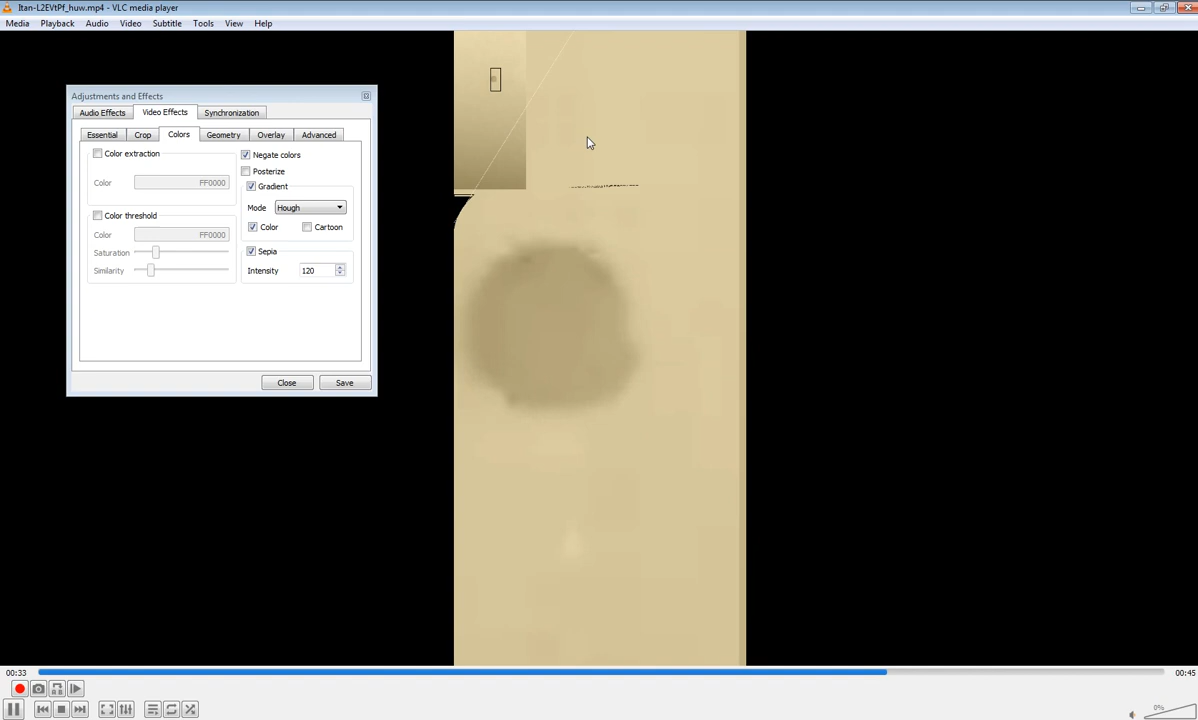 Itan-L2EVtPf_huw.mp4 - VLC media player
Media Playback Audio Video Subtitle Tools View Help
Adjustments and Effects
Audio Effects Video Effects Synchronization
Essential Crop Colors Geometry Overlay Advanced
Color extraction
Color FF0000
Color threshold
Color FF0000
Saturation
Similarity
Negate colors
Posterize
Gradient
Mode Hough
Color Cartoon
Sepia
Intensity 120
Close Save
00:33 00:45
0%